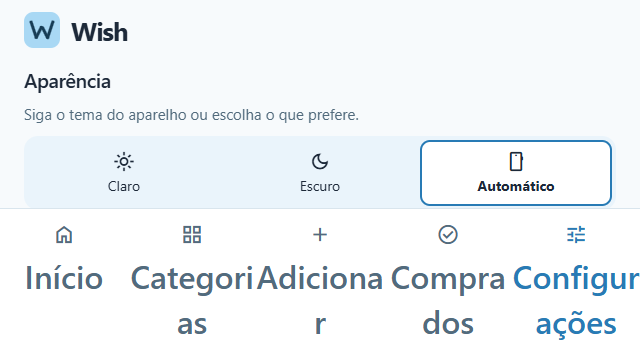 W Wish
Aparência
Siga o tema do aparelho ou escolha o que prefere.
Claro Escuro Automático
Início Categori Adiciona Compra Configur
as r dos ações